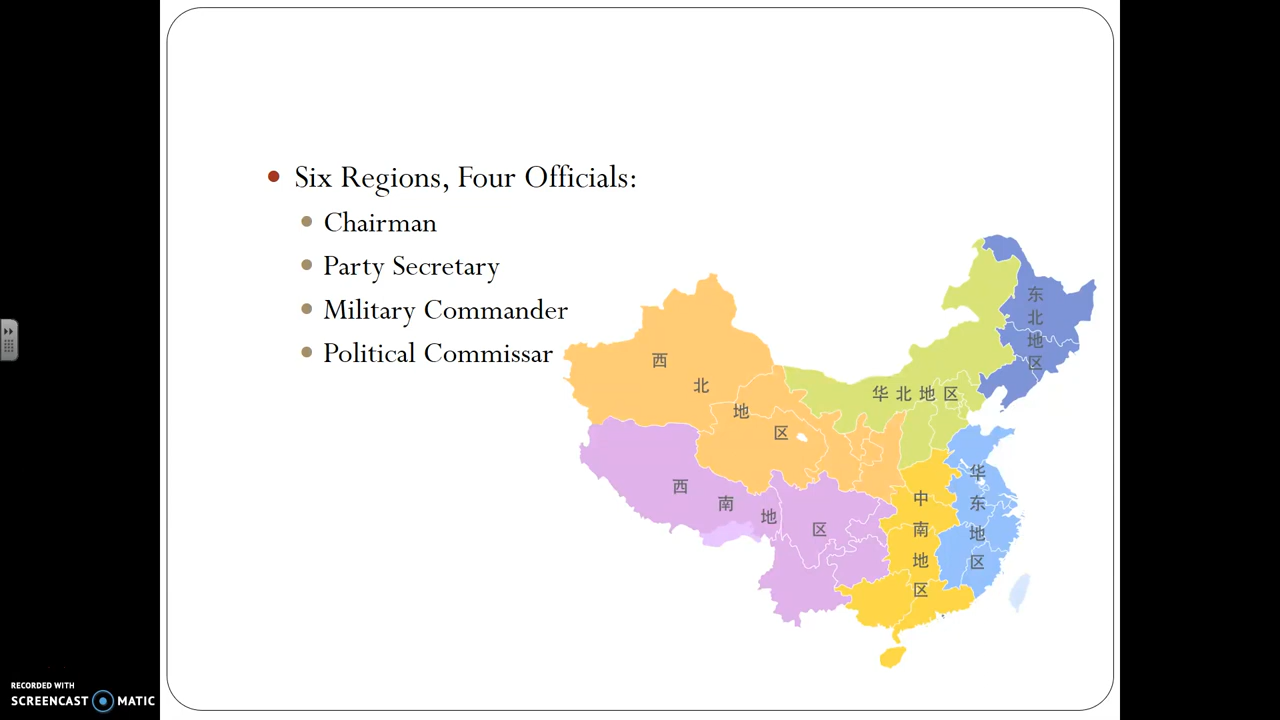 Six Regions, Four Officials:
Chairman
Party Secretary
Military Commander
Political Commissar
东北地区
西北地区
华北地区
西南地区
中南地区
华东地区
RECORDED WITH
SCREENCAST MATIC